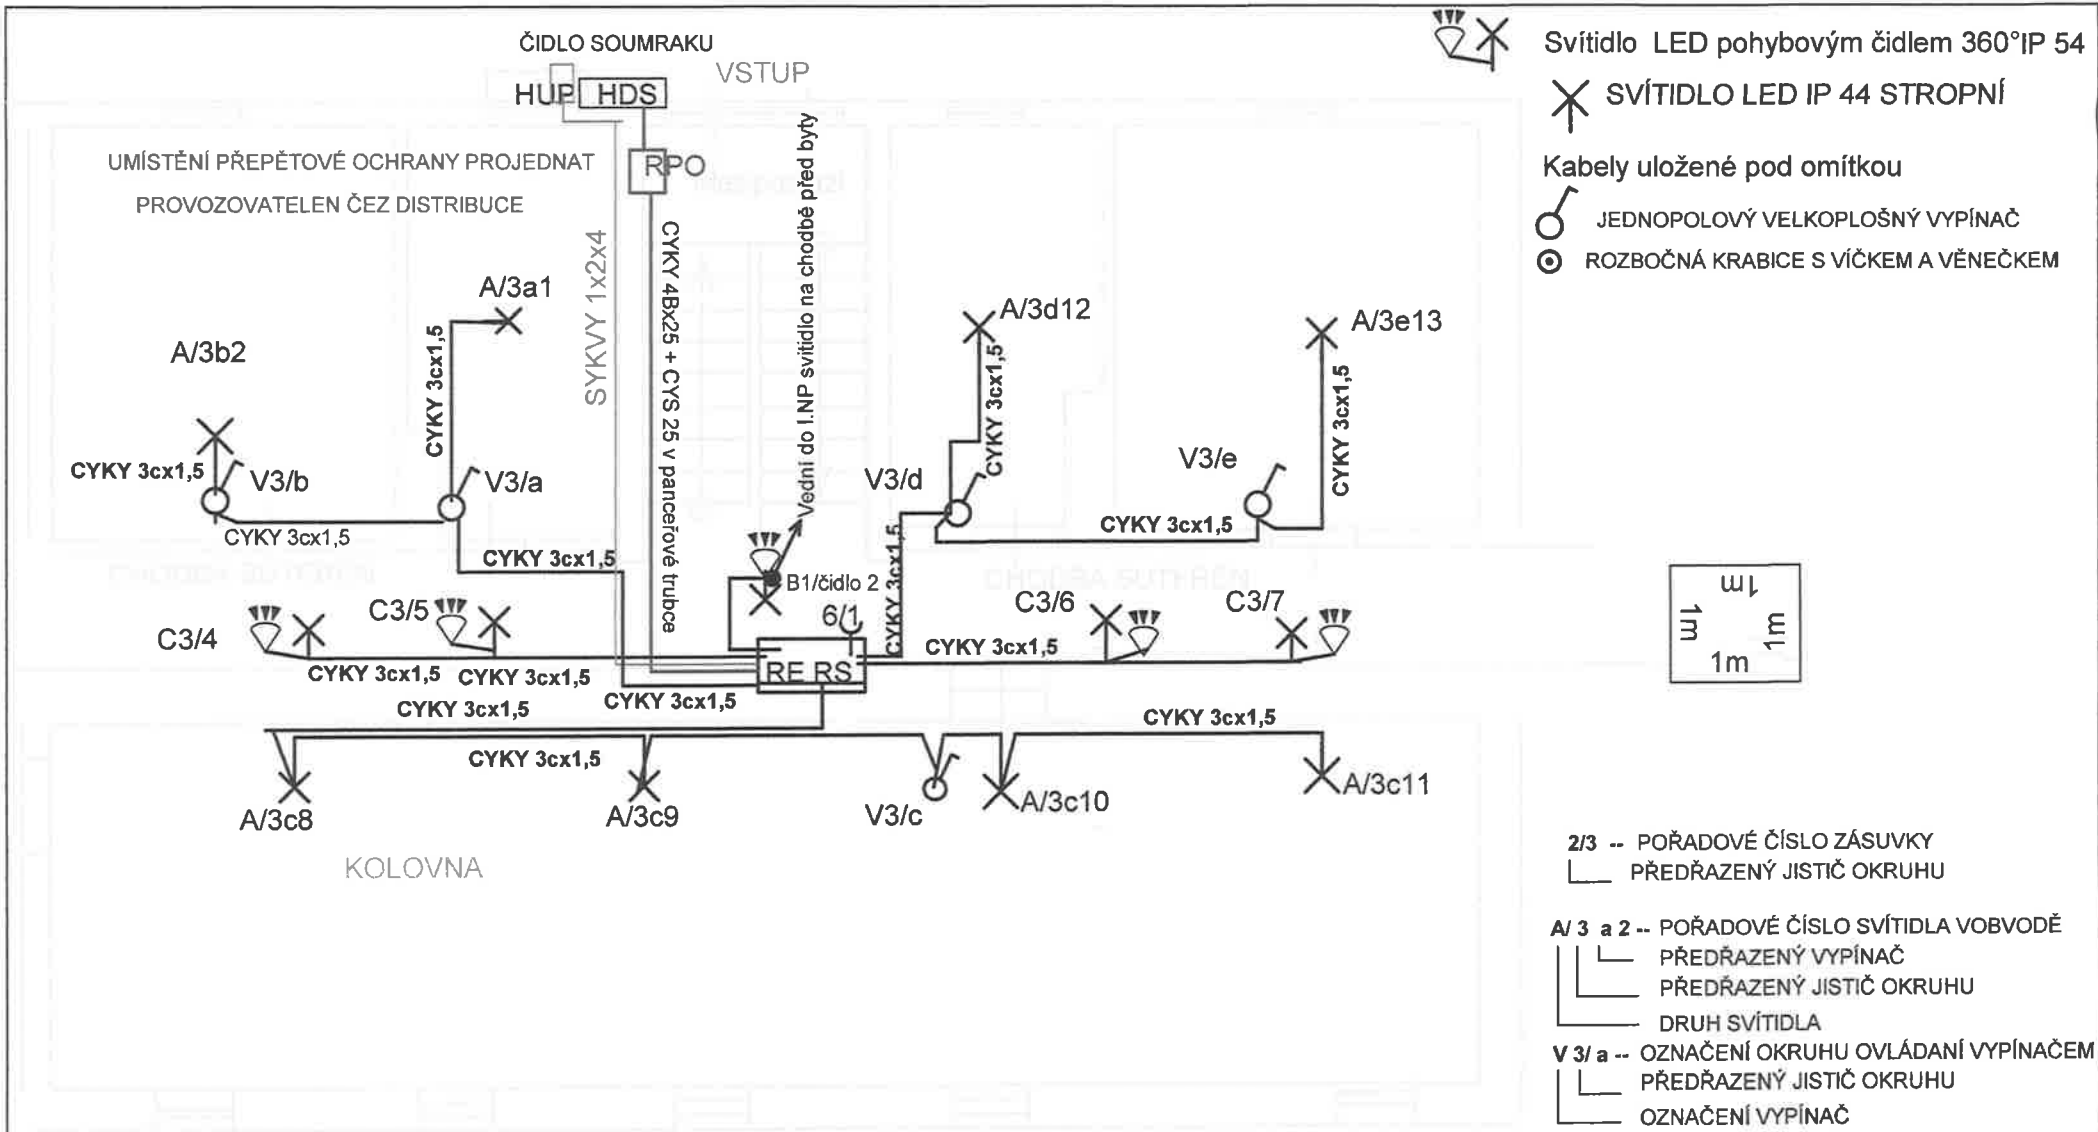 ČIDLO SOUMRAKU
VSTUP
HUP HDS
UMÍSTĚNÍ PŘEPĚTOVÉ OCHRANY PROJEDNAT
PROVOZOVATELEN ČEZ DISTRIBUCE
RPO
SYKVY 1x2x4
CYKY 4Bx25 + CYS 25 v panceřové trubce
Vední do I.NP svitidlo na chodbě před byty
Svítidlo LED pohybovým čidlem 360°IP 54
SVÍTIDLO LED IP 44 STROPNÍ
Kabely uložené pod omítkou
JEDNOPOLOVÝ VELKOPLOŠNÝ VYPÍNAČ
ROZBOČNÁ KRABICE S VÍČKEM A VĚNEČKEM
A/3a1
A/3b2
A/3d12
A/3e13
CYKY 3cx1,5
CYKY 3cx1,5
CYKY 3cx1,5
CYKY 3cx1,5
V3/b
V3/a
V3/d
V3/e
CYKY 3cx1,5
CYKY 3cx1,5
CYKY 3cx1,5
CYKY 3cx1,5
CHODBA SUTERÉN
B1/čidlo 2
CYKY 3cx1,5
6/1
C3/4
C3/5
C3/6
C3/7
CYKY 3cx1,5
CYKY 3cx1,5
CYKY 3cx1,5
CYKY 3cx1,5
RE RS
CYKY 3cx1,5
CYKY 3cx1,5
CYKY 3cx1,5
1m
1m
1m
1m
A/3c8
A/3c9
V3/c
A/3c10
A/3c11
KOLOVNA
2/3 -- POŘADOVÉ ČÍSLO ZÁSUVKY
PŘEDŘAZENÝ JISTIČ OKRUHU
A/ 3 a 2 -- POŘADOVÉ ČÍSLO SVÍTIDLA VOBVODĚ
PŘEDŘAZENÝ VYPÍNAČ
PŘEDŘAZENÝ JISTIČ OKRUHU
DRUH SVÍTIDLA
V 3/ a -- OZNAČENÍ OKRUHU OVLÁDANÍ VYPÍNAČEM
PŘEDŘAZENÝ JISTIČ OKRUHU
OZNAČENÍ VYPÍNAČ